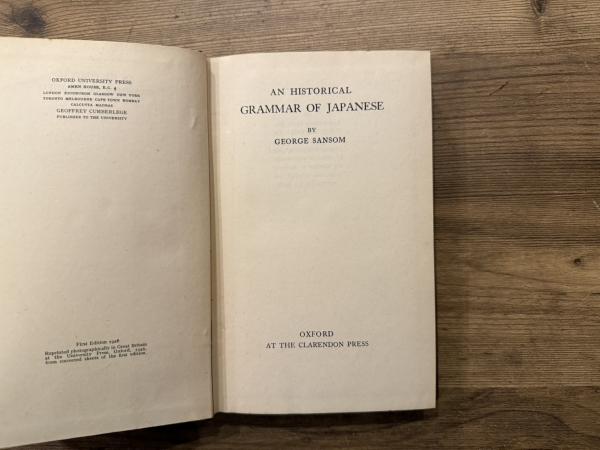 OXFORD UNIVERSITY PRESS
AMEN HOUSE, E.C. 4
LONDON EDINBURGH GLASGOW NEW YORK
TORONTO MELBOURNE CAPE TOWN BOMBAY
CALCUTTA MADRAS
GEOFFREY CUMBERLEGE
PUBLISHER TO THE UNIVERSITY
First Edition
Reprinted photographically in Great Britain
at the University Press, Oxford,
from corrected sheets of the first edition.
AN HISTORICAL
GRAMMAR OF JAPANESE
BY
GEORGE SANSOM
OXFORD
AT THE CLARENDON PRESS